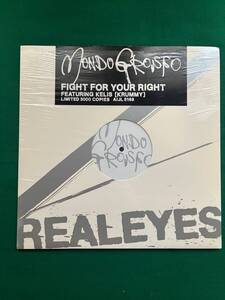 MONDO GROSSO
FIGHT FOR YOUR RIGHT
FEATURING KELIS [KRUMMY]
LIMITED 3000 COPIES AIJL 5169
MONDO
GROSSO
REALEYES